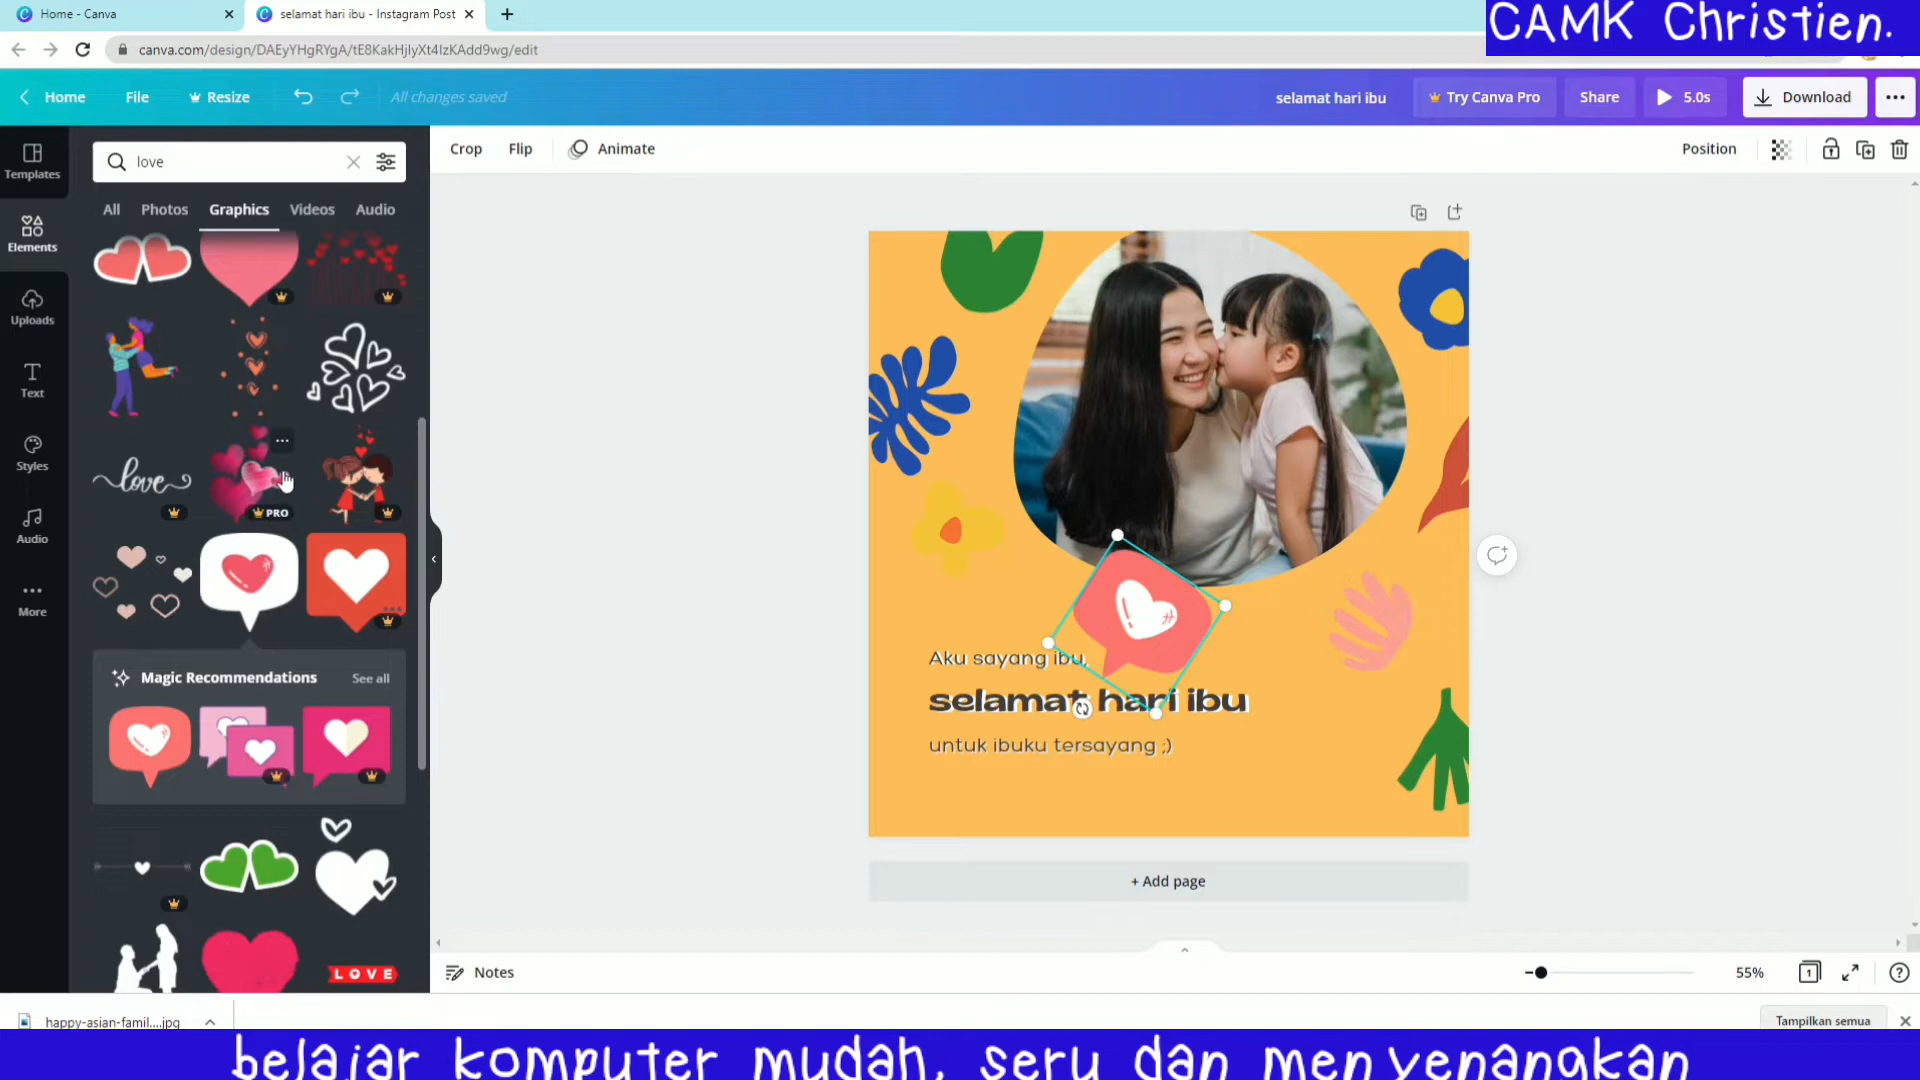 Home - Canva
selamat hari ibu - Instagram Post
canva.com/design/DAEyYHgRYgA/tE8KakHjlyXt4IzKAdd9wg/edit
CAMK Christien.
Home
File
Resize
All changes saved
selamat hari ibu
Try Canva Pro
Share
5.0s
Download
Templates
Elements
Uploads
Text
Styles
Audio
More
love
All
Photos
Graphics
Videos
Audio
love
PRO
Magic Recommendations
See all
LOVE
Crop
Flip
Animate
Position
Aku sayang ibu,
selamat hari ibu
untuk ibuku tersayang ;)
+ Add page
Notes
55%
1
happy-asian-famil....jpg
Tampilkan semua
belajar komputer mudah, seru dan menyenangkan